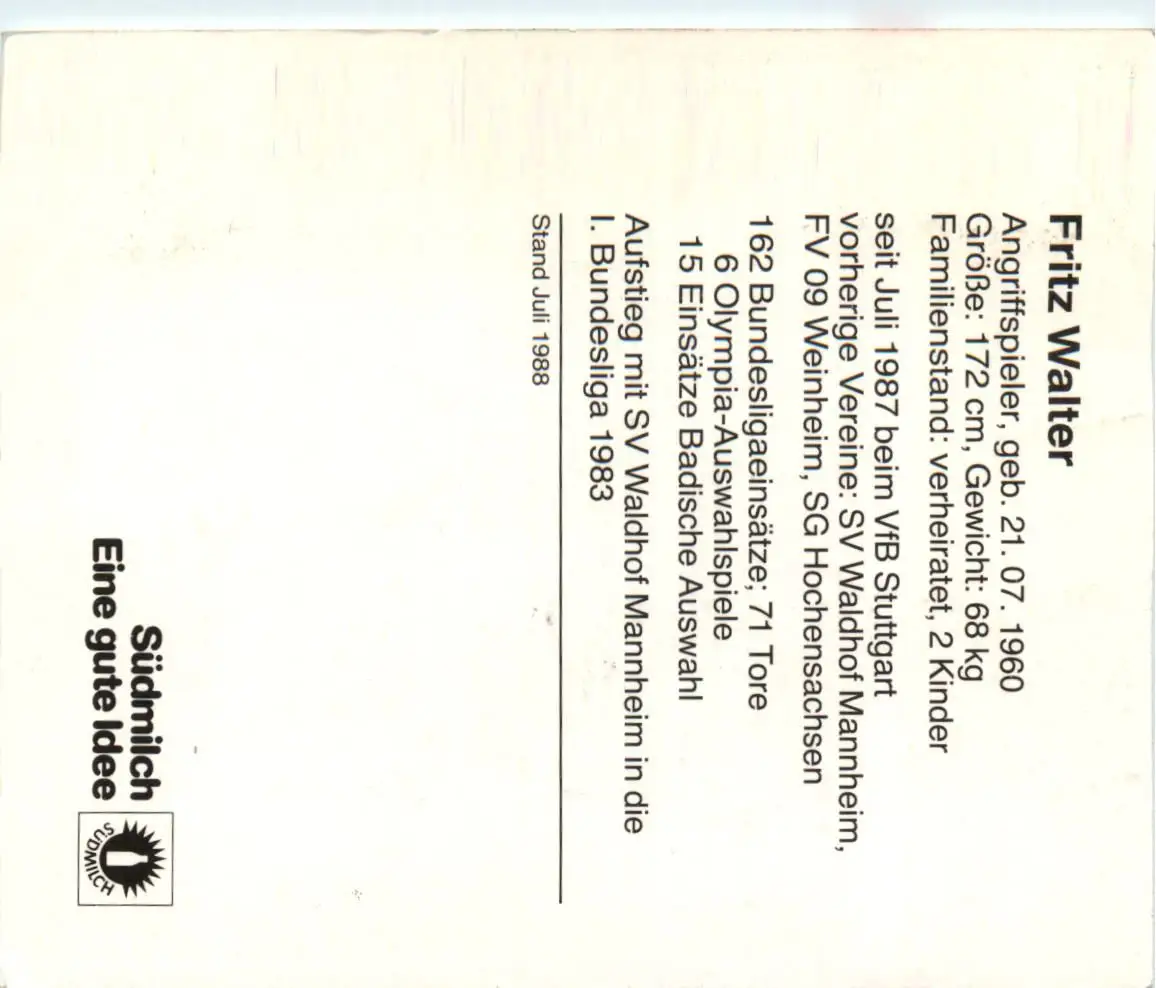 Fritz Walter
Angriffspieler, geb. 21. 07. 1960
Größe: 172 cm, Gewicht: 68 kg
Familienstand: verheiratet, 2 Kinder
seit Juli 1987 beim VfB Stuttgart
vorherige Vereine: SV Waldhof Mannheim,
FV 09 Weinheim, SG Hochensachsen
162 Bundesligaeinsätze; 71 Tore
6 Olympia-Auswahlspiele
15 Einsätze Badische Auswahl
Aufstieg mit SV Waldhof Mannheim in die
I. Bundesliga 1983
Stand Juli 1988
Südmilch
Eine gute Idee
SÜDMILCH